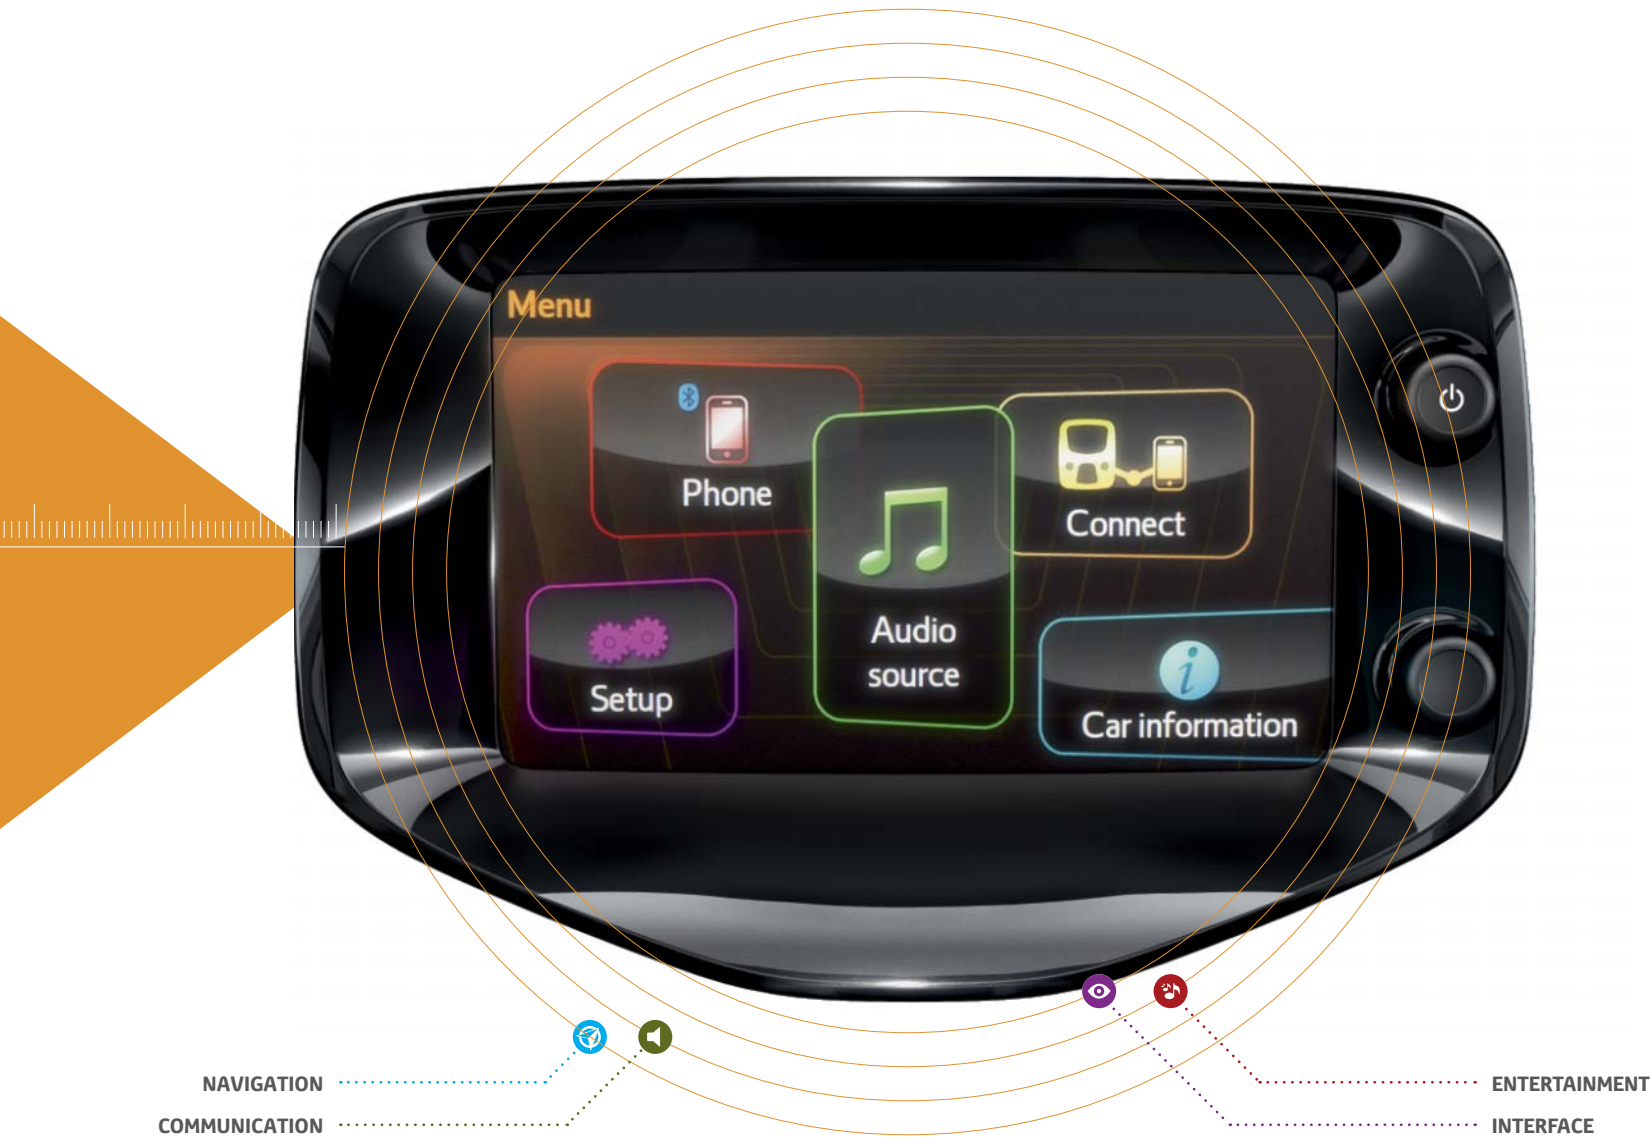 Menu
Phone
Connect
Audio
source
Setup
Car information
NAVIGATION
COMMUNICATION
ENTERTAINMENT
INTERFACE